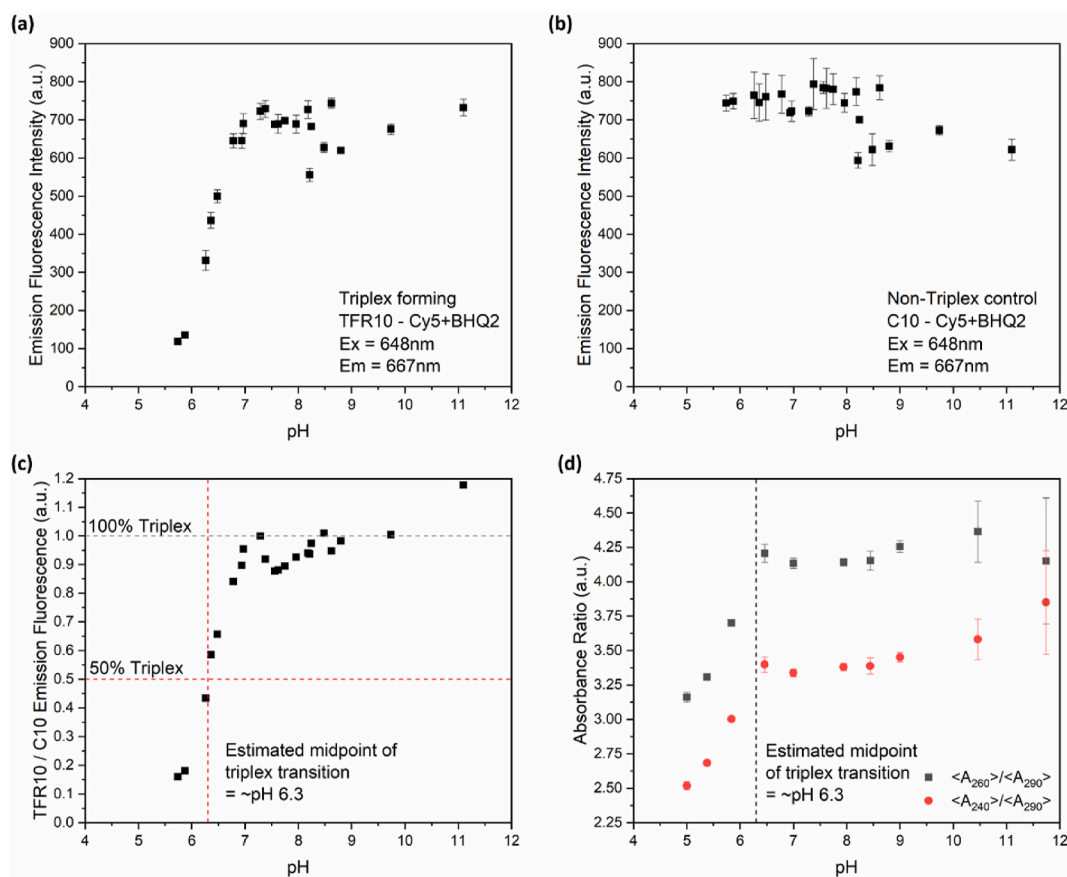 (a)
900
800
700
600
500
400
300
200
100
0
Emission Fluorescence Intensity (a.u.)
Triplex forming
TFR10 - Cy5+BHQ2
Ex = 648nm
Em = 667nm
4 5 6 7 8 9 10 11 12
pH
(b)
900
800
700
600
500
400
300
200
100
0
Emission Fluorescence Intensity (a.u.)
Non-Triplex control
C10 - Cy5+BHQ2
Ex = 648nm
Em = 667nm
4 5 6 7 8 9 10 11 12
pH
(c)
1.2
1.1
1.0
0.9
0.8
0.7
0.6
0.5
0.4
0.3
0.2
0.1
0.0
TFR10 / C10 Emission Fluorescence (a.u.)
100% Triplex
50% Triplex
Estimated midpoint of
triplex transition
= ~pH 6.3
4 5 6 7 8 9 10 11 12
pH
(d)
4.75
4.50
4.25
4.00
3.75
3.50
3.25
3.00
2.75
2.50
2.25
Absorbance Ratio (a.u.)
Estimated midpoint
of triplex transition
= ~pH 6.3
<A260>/<A290>
<A240>/<A290>
4 5 6 7 8 9 10 11 12
pH